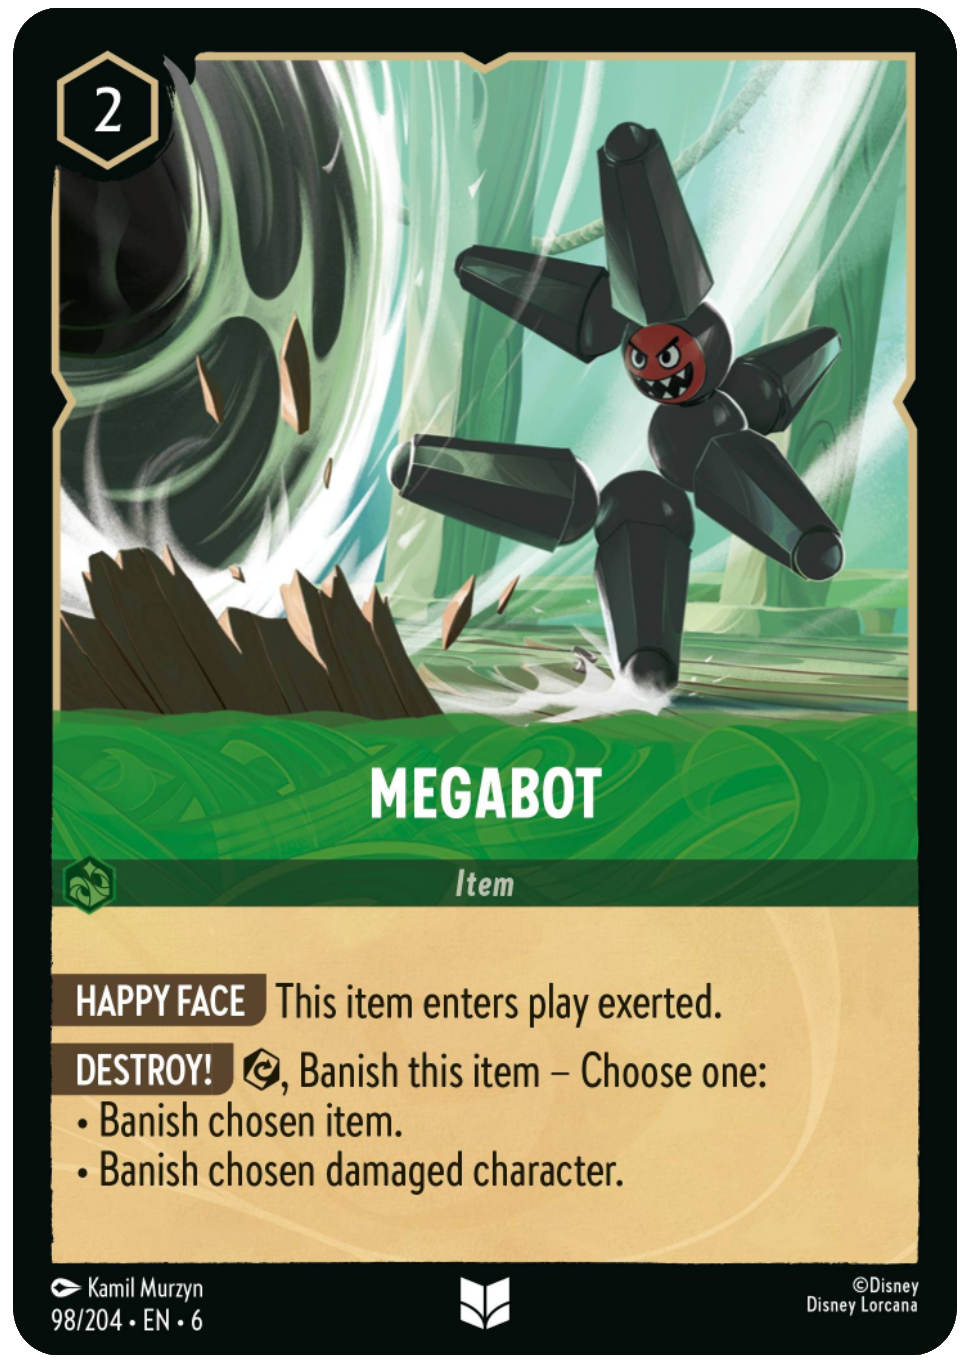 2
MEGABOT
Item
HAPPY FACE This item enters play exerted.
DESTROY! , Banish this item – Choose one:
• Banish chosen item.
• Banish chosen damaged character.
Kamil Murzyn
98/204 • EN • 6
©Disney
Disney Lorcana